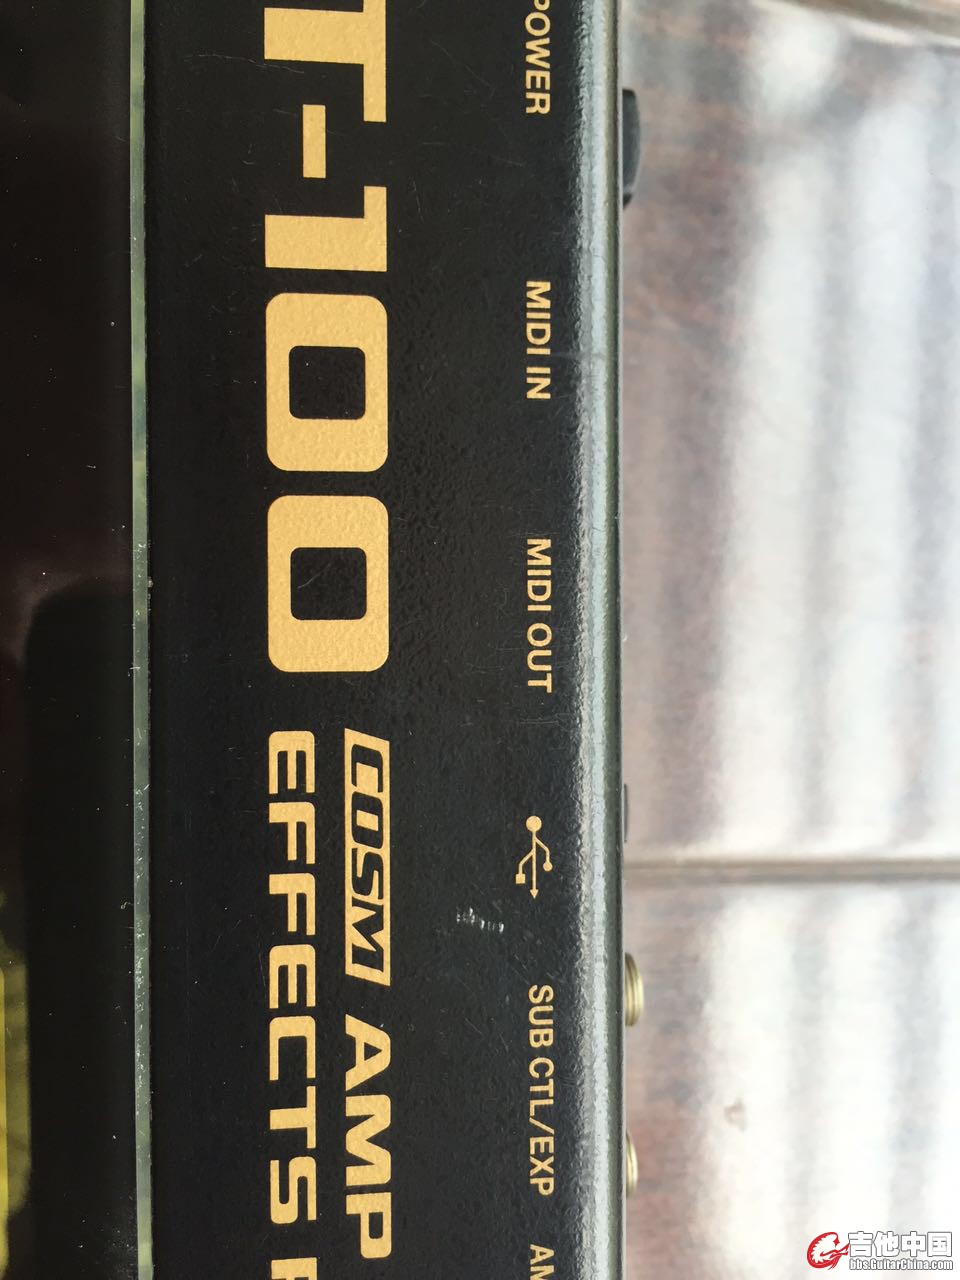 POWER
MIDI IN
MIDI OUT
SUB CTL/EXP
AM
T-100
COSM AMP
EFFECTS
吉他中国
bbs.GuitarChina.com